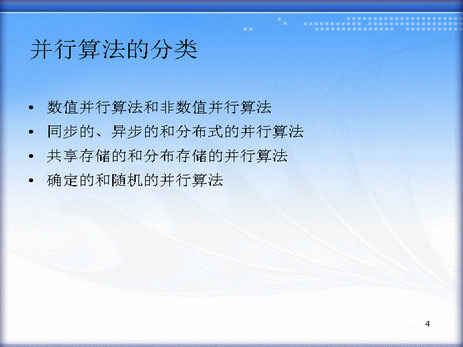 并行算法的分类
• 数值并行算法和非数值并行算法
• 同步的、异步的和分布式的并行算法
• 共享存储的和分布存储的并行算法
• 确定的和随机的并行算法
4